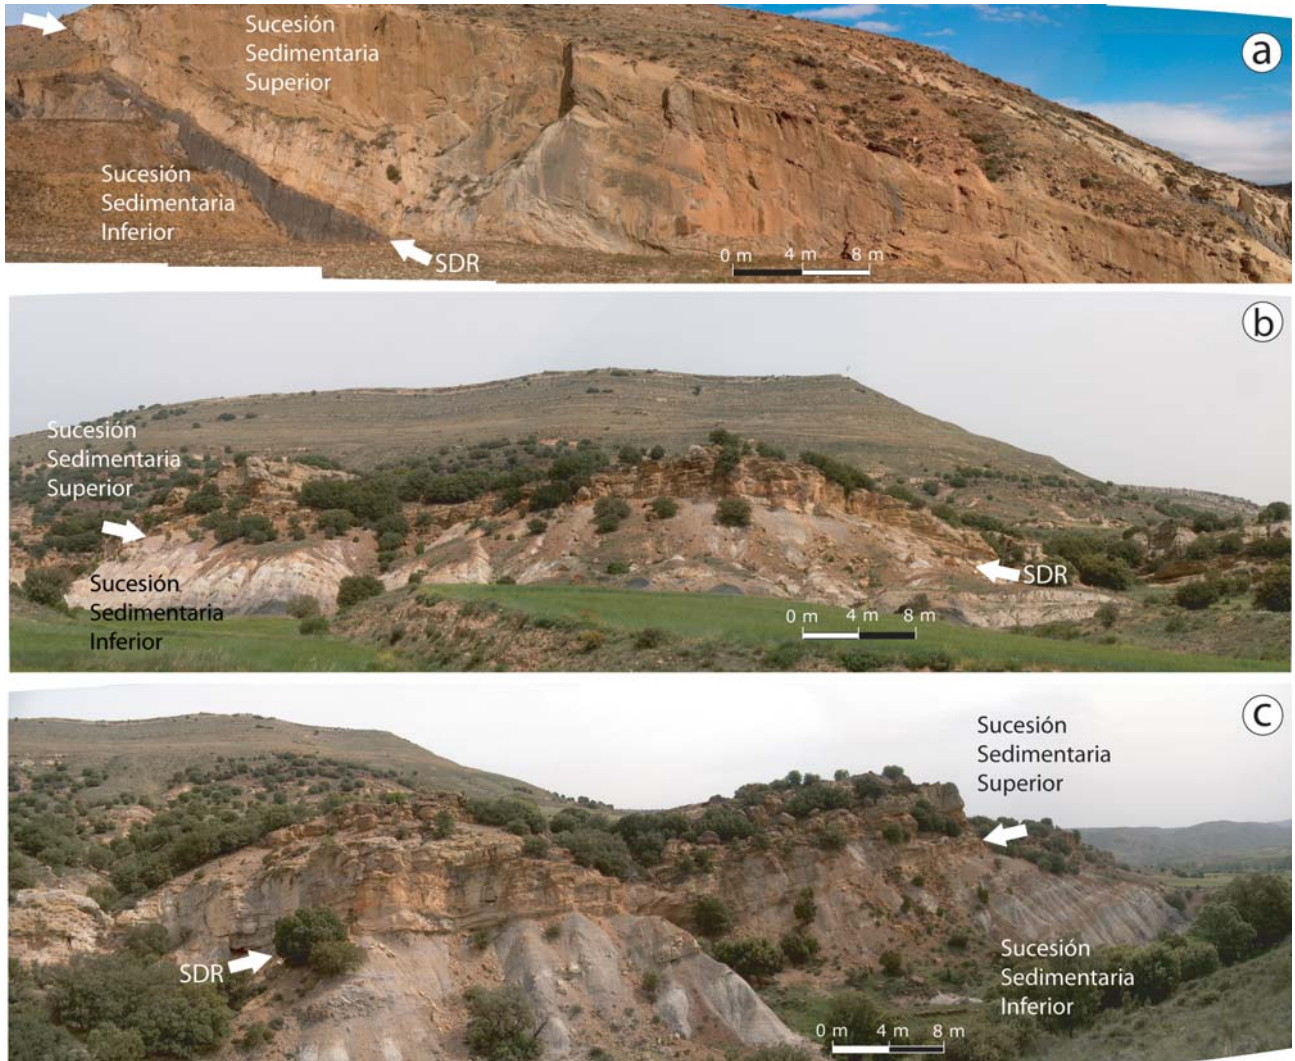 Sucesión
Sedimentaria
Superior
a
Sucesión
Sedimentaria
Inferior
SDR
0 m 4 m 8 m
b
Sucesión
Sedimentaria
Superior
SDR
Sucesión
Sedimentaria
Inferior
0 m 4 m 8 m
c
Sucesión
Sedimentaria
Superior
SDR
Sucesión
Sedimentaria
Inferior
0 m 4 m 8 m